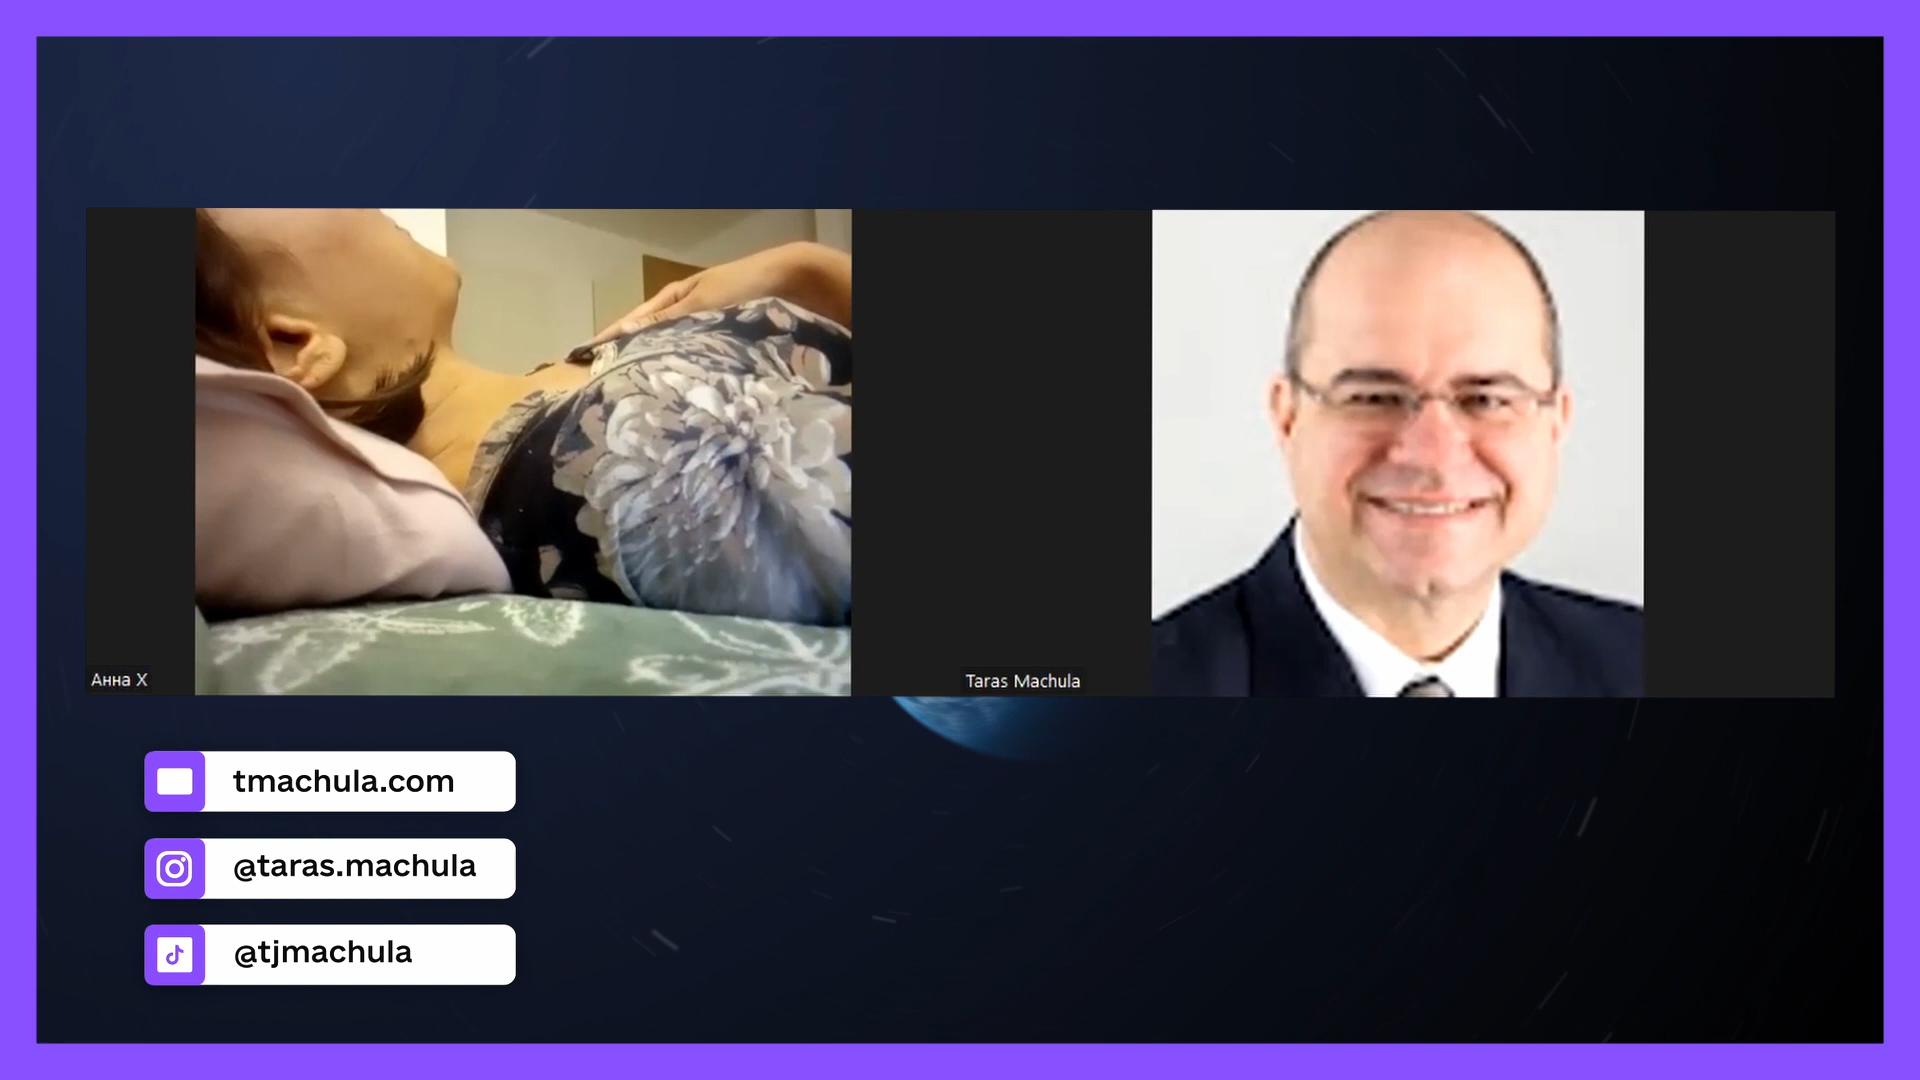 Анна Х
Taras Machula
tmachula.com
@taras.machula
@tjmachula